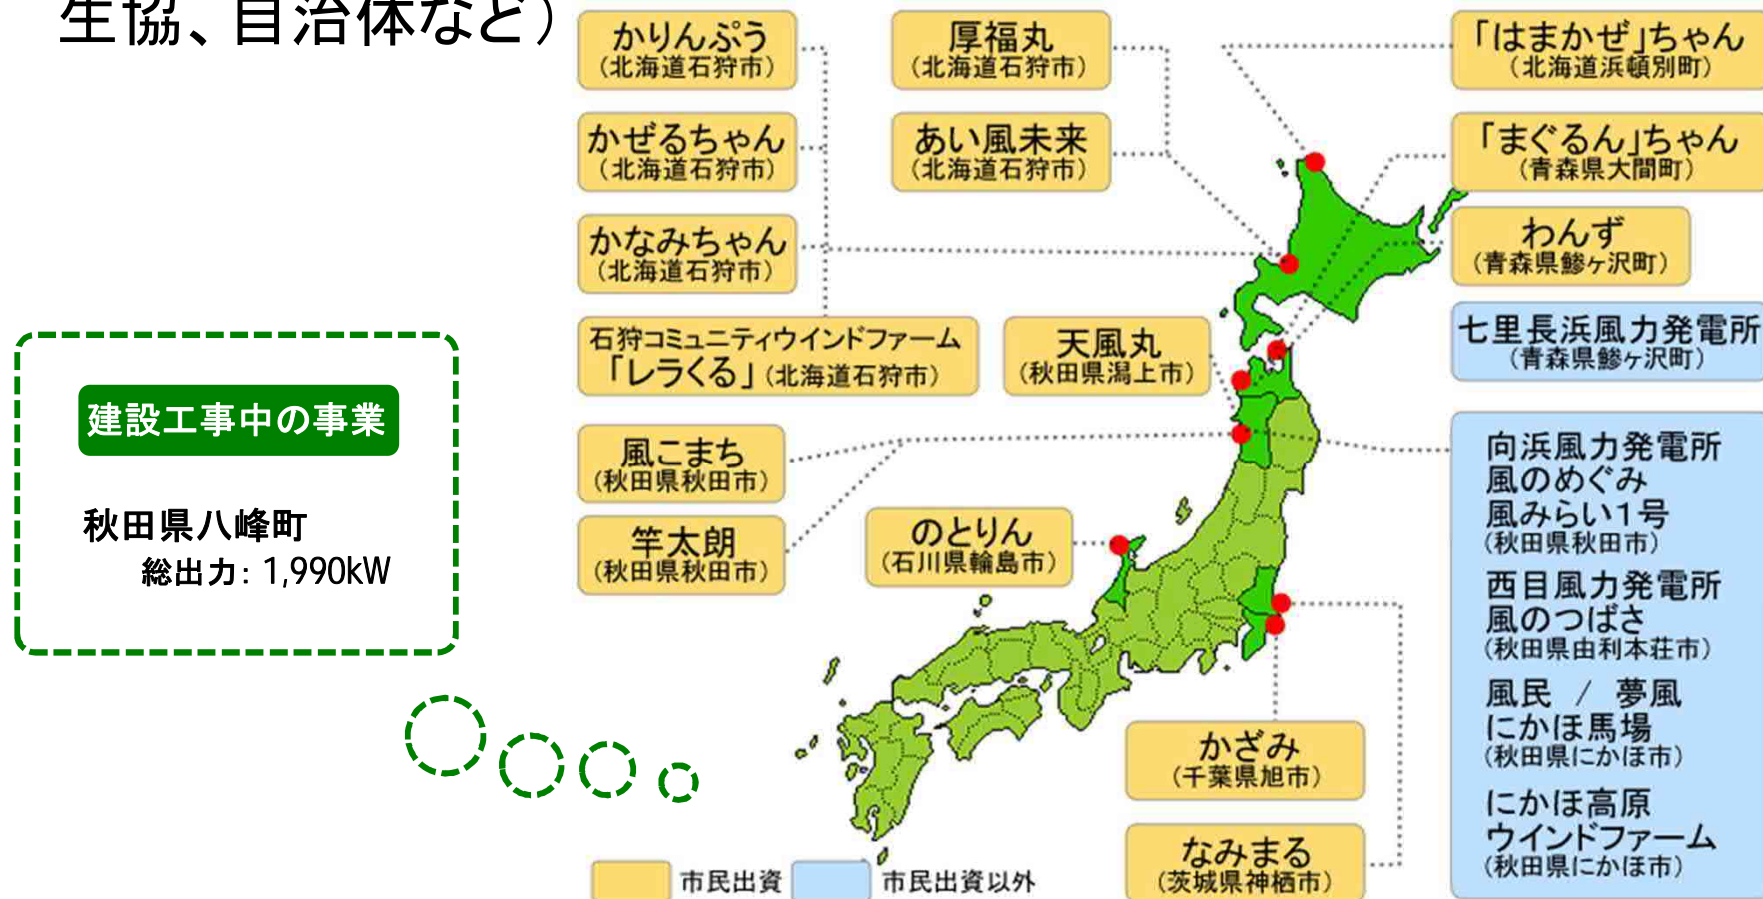 生協、自治体など）
かりんぷう
（北海道石狩市）
厚福丸
（北海道石狩市）
「はまかぜ」ちゃん
（北海道浜頓別町）
かぜるちゃん
（北海道石狩市）
あい風未来
（北海道石狩市）
「まぐるん」ちゃん
（青森県大間町）
かなみちゃん
（北海道石狩市）
わんず
（青森県鰺ヶ沢町）
石狩コミュニティウインドファーム
「レラくる」（北海道石狩市）
天風丸
（秋田県潟上市）
七里長浜風力発電所
（青森県鰺ヶ沢町）
建設工事中の事業
秋田県八峰町
総出力：1,990kW
風こまち
（秋田県秋田市）
竿太朗
（秋田県秋田市）
のとりん
（石川県輪島市）
向浜風力発電所
風のめぐみ
風みらい１号
（秋田県秋田市）
西目風力発電所
風のつばさ
（秋田県由利本荘市）
風民 / 夢風
にかほ馬場
（秋田県にかほ市）
にかほ高原
ウインドファーム
（秋田県にかほ市）
かざみ
（千葉県旭市）
なみまる
（茨城県神栖市）
市民出資
市民出資以外